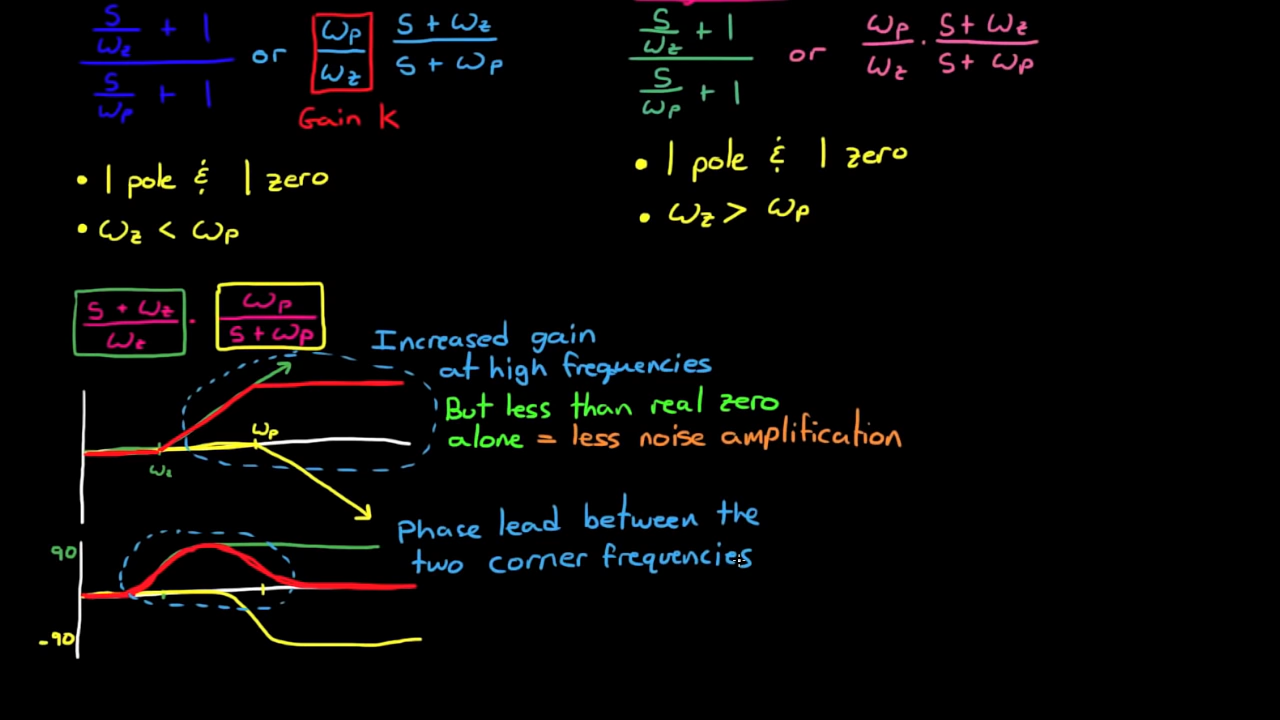 s/ωz + 1
s/ωp + 1
or
ωp/ωz
s + ωz
s + ωp
Gain K
• 1 pole & 1 zero
• ωz < ωp
s/ωz + 1
s/ωp + 1
or
ωp/ωz · s + ωz
s + ωp
• 1 pole & 1 zero
• ωz > ωp
s + ωz
ωz
·
ωp
s + ωp
Increased gain
at high frequencies
But less than real zero
alone = less noise amplification
ωp
ωz
Phase lead between the
two corner frequencies
90
-90